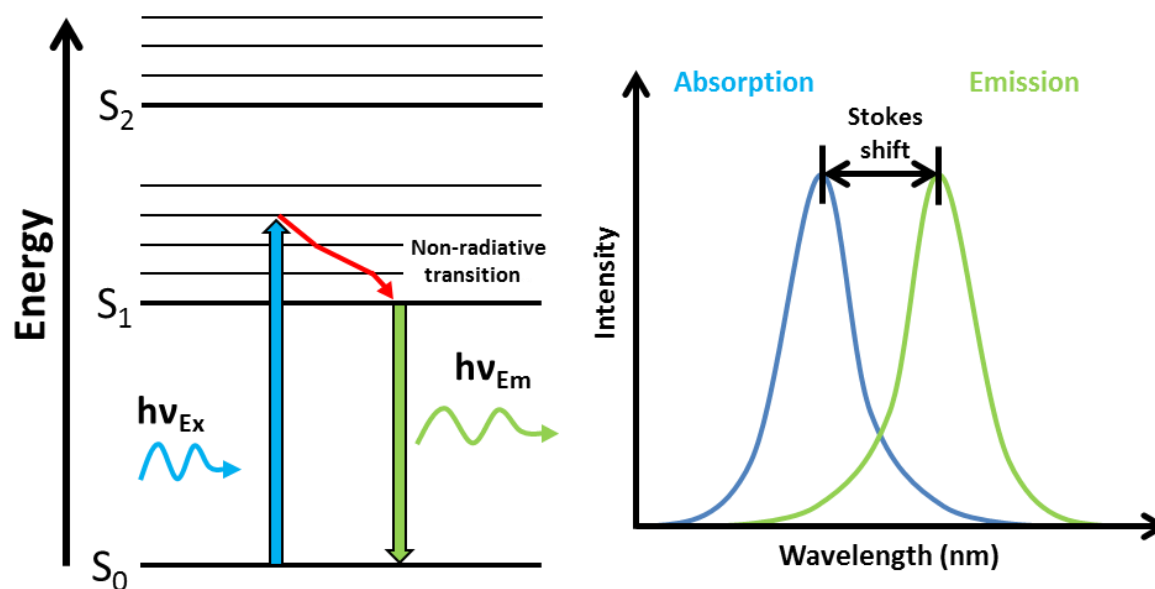 Energy
S₂
S₁
S₀
Non-radiative
transition
hνEx
hνEm
Absorption
Emission
Stokes
shift
Intensity
Wavelength (nm)